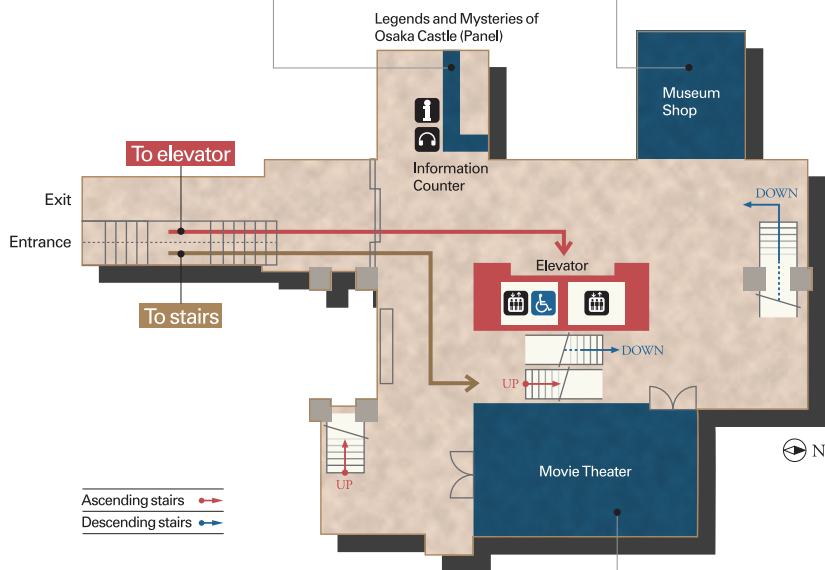 Legends and Mysteries of
Osaka Castle (Panel)
Museum
Shop
To elevator
Information
Counter
Exit
Entrance
DOWN
Elevator
To stairs
DOWN
UP
Movie Theater
N
UP
Ascending stairs
Descending stairs